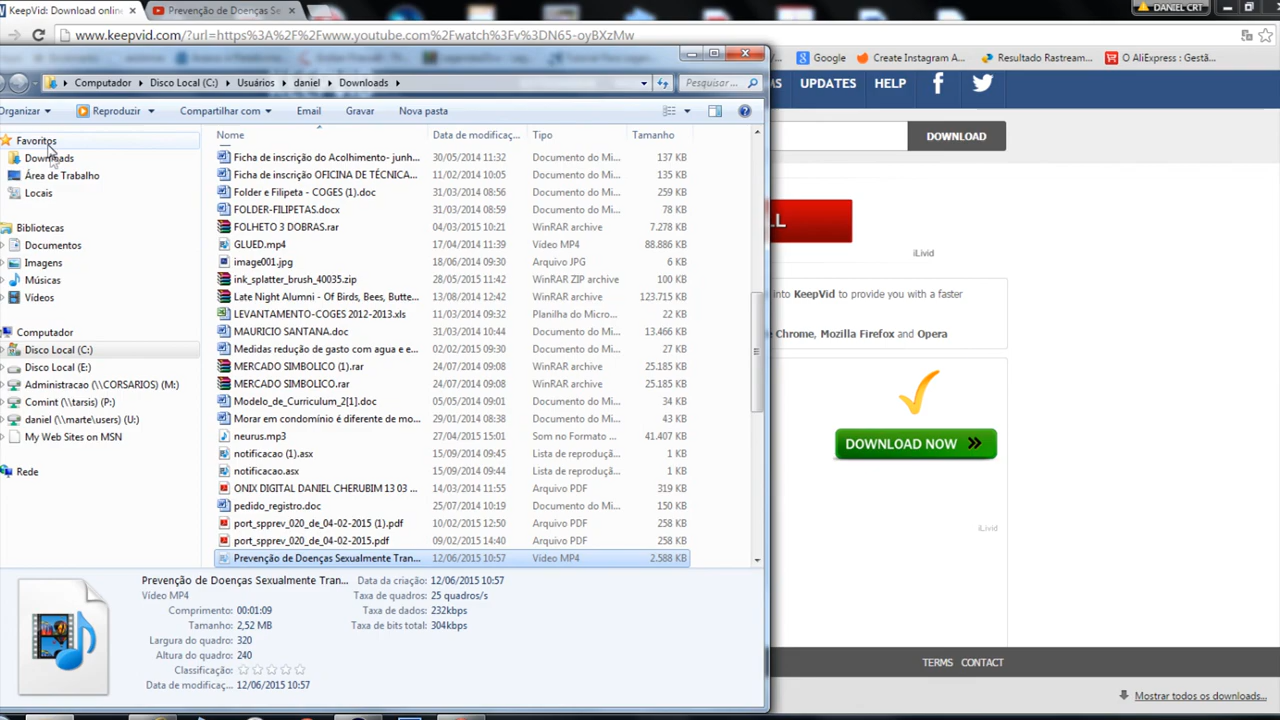 KeepVid: Download onlin
Prevenção de Doenças Se
DANIEL CRT
www.keepvid.com/?url=https%3A%2F%2Fwww.youtube.com%2Fwatch%3Fv%3DN65-oyBXzMw
Google
Create Instagram A...
Resultado Rastream...
O AliExpress : Gestã...
Computador
Disco Local (C:)
Usuários
daniel
Downloads
Pesquisar...
MS UPDATES HELP
Organizar
Reproduzir
Compartilhar com
Email
Gravar
Nova pasta
DOWNLOAD
Favoritos
Downloads
Área de Trabalho
Locais
Bibliotecas
Documentos
Imagens
Músicas
Vídeos
Computador
Disco Local (C:)
Disco Local (E:)
Administracao (\\CORSARIOS) (M:)
Comint (\\tarsis) (P:)
daniel (\\marte\users) (U:)
My Web Sites on MSN
Rede
Nome Data de modificaç... Tipo Tamanho
Ficha de inscrição do Acolhimento- junh... 30/05/2014 11:32 Documento do Mi... 137 KB
Ficha de inscrição OFICINA DE TÉCNICA... 11/02/2014 10:05 Documento do Mi... 135 KB
Folder e Filipeta - COGES (1).doc 31/03/2014 08:56 Documento do Mi... 259 KB
FOLDER-FILIPETAS.docx 31/03/2014 08:59 Documento do Mi... 78 KB
FOLHETO 3 DOBRAS.rar 04/03/2015 10:21 WinRAR archive 7.278 KB
GLUED.mp4 17/04/2014 11:39 Vídeo MP4 88.886 KB
image001.jpg 18/06/2014 09:30 Arquivo JPG 6 KB
ink_splatter_brush_40035.zip 28/05/2015 11:42 WinRAR ZIP archive 100 KB
Late Night Alumni - Of Birds, Bees, Butte... 13/08/2014 12:42 WinRAR archive 123.715 KB
LEVANTAMENTO-COGES 2012-2013.xls 11/03/2014 09:32 Planilha do Micro... 22 KB
MAURICIO SANTANA.doc 31/03/2014 10:44 Documento do Mi... 13.466 KB
Medidas redução de gasto com agua e e... 02/02/2015 09:30 Documento do Mi... 27 KB
MERCADO SIMBOLICO (1).rar 24/07/2014 09:08 WinRAR archive 25.185 KB
MERCADO SIMBOLICO.rar 24/07/2014 09:08 WinRAR archive 25.185 KB
Modelo_de_Curriculum_2[1].doc 05/05/2014 09:10 Documento do Mi... 34 KB
Morar em condomínio é diferente de mo... 29/01/2014 08:38 Documento do Mi... 43 KB
neurus.mp3 27/04/2015 15:01 Som no Formato ... 41.407 KB
notificacao (1).asx 15/09/2014 09:45 Lista de reproduç... 1 KB
notificacao.asx 15/09/2014 09:44 Lista de reproduç... 1 KB
ONIX DIGITAL DANIEL CHERUBIM 13 03 ... 14/03/2014 11:55 Arquivo PDF 319 KB
pedido_registro.doc 25/07/2014 10:19 Documento do Mi... 150 KB
port_spprev_020_de_04-02-2015 (1).pdf 10/02/2015 12:50 Arquivo PDF 258 KB
port_spprev_020_de_04-02-2015.pdf 09/02/2015 14:40 Arquivo PDF 258 KB
Prevenção de Doenças Sexualmente Tran... 12/06/2015 10:57 Vídeo MP4 2.588 KB
Prevenção de Doenças Sexualmente Tran... Data da criação: 12/06/2015 10:57
Vídeo MP4 Taxa de quadros: 25 quadros/s
Comprimento: 00:01:09 Taxa de dados: 232kbps
Tamanho: 2,52 MB Taxa de bits total: 304kbps
Largura do quadro: 320
Altura do quadro: 240
Classificação:
Data de modificaç... 12/06/2015 10:57
LL
iLivid
into KeepVid to provide you with a faster
e Chrome, Mozilla Firefox and Opera
DOWNLOAD NOW
iLivid
TERMS CONTACT
Mostrar todos os downloads...